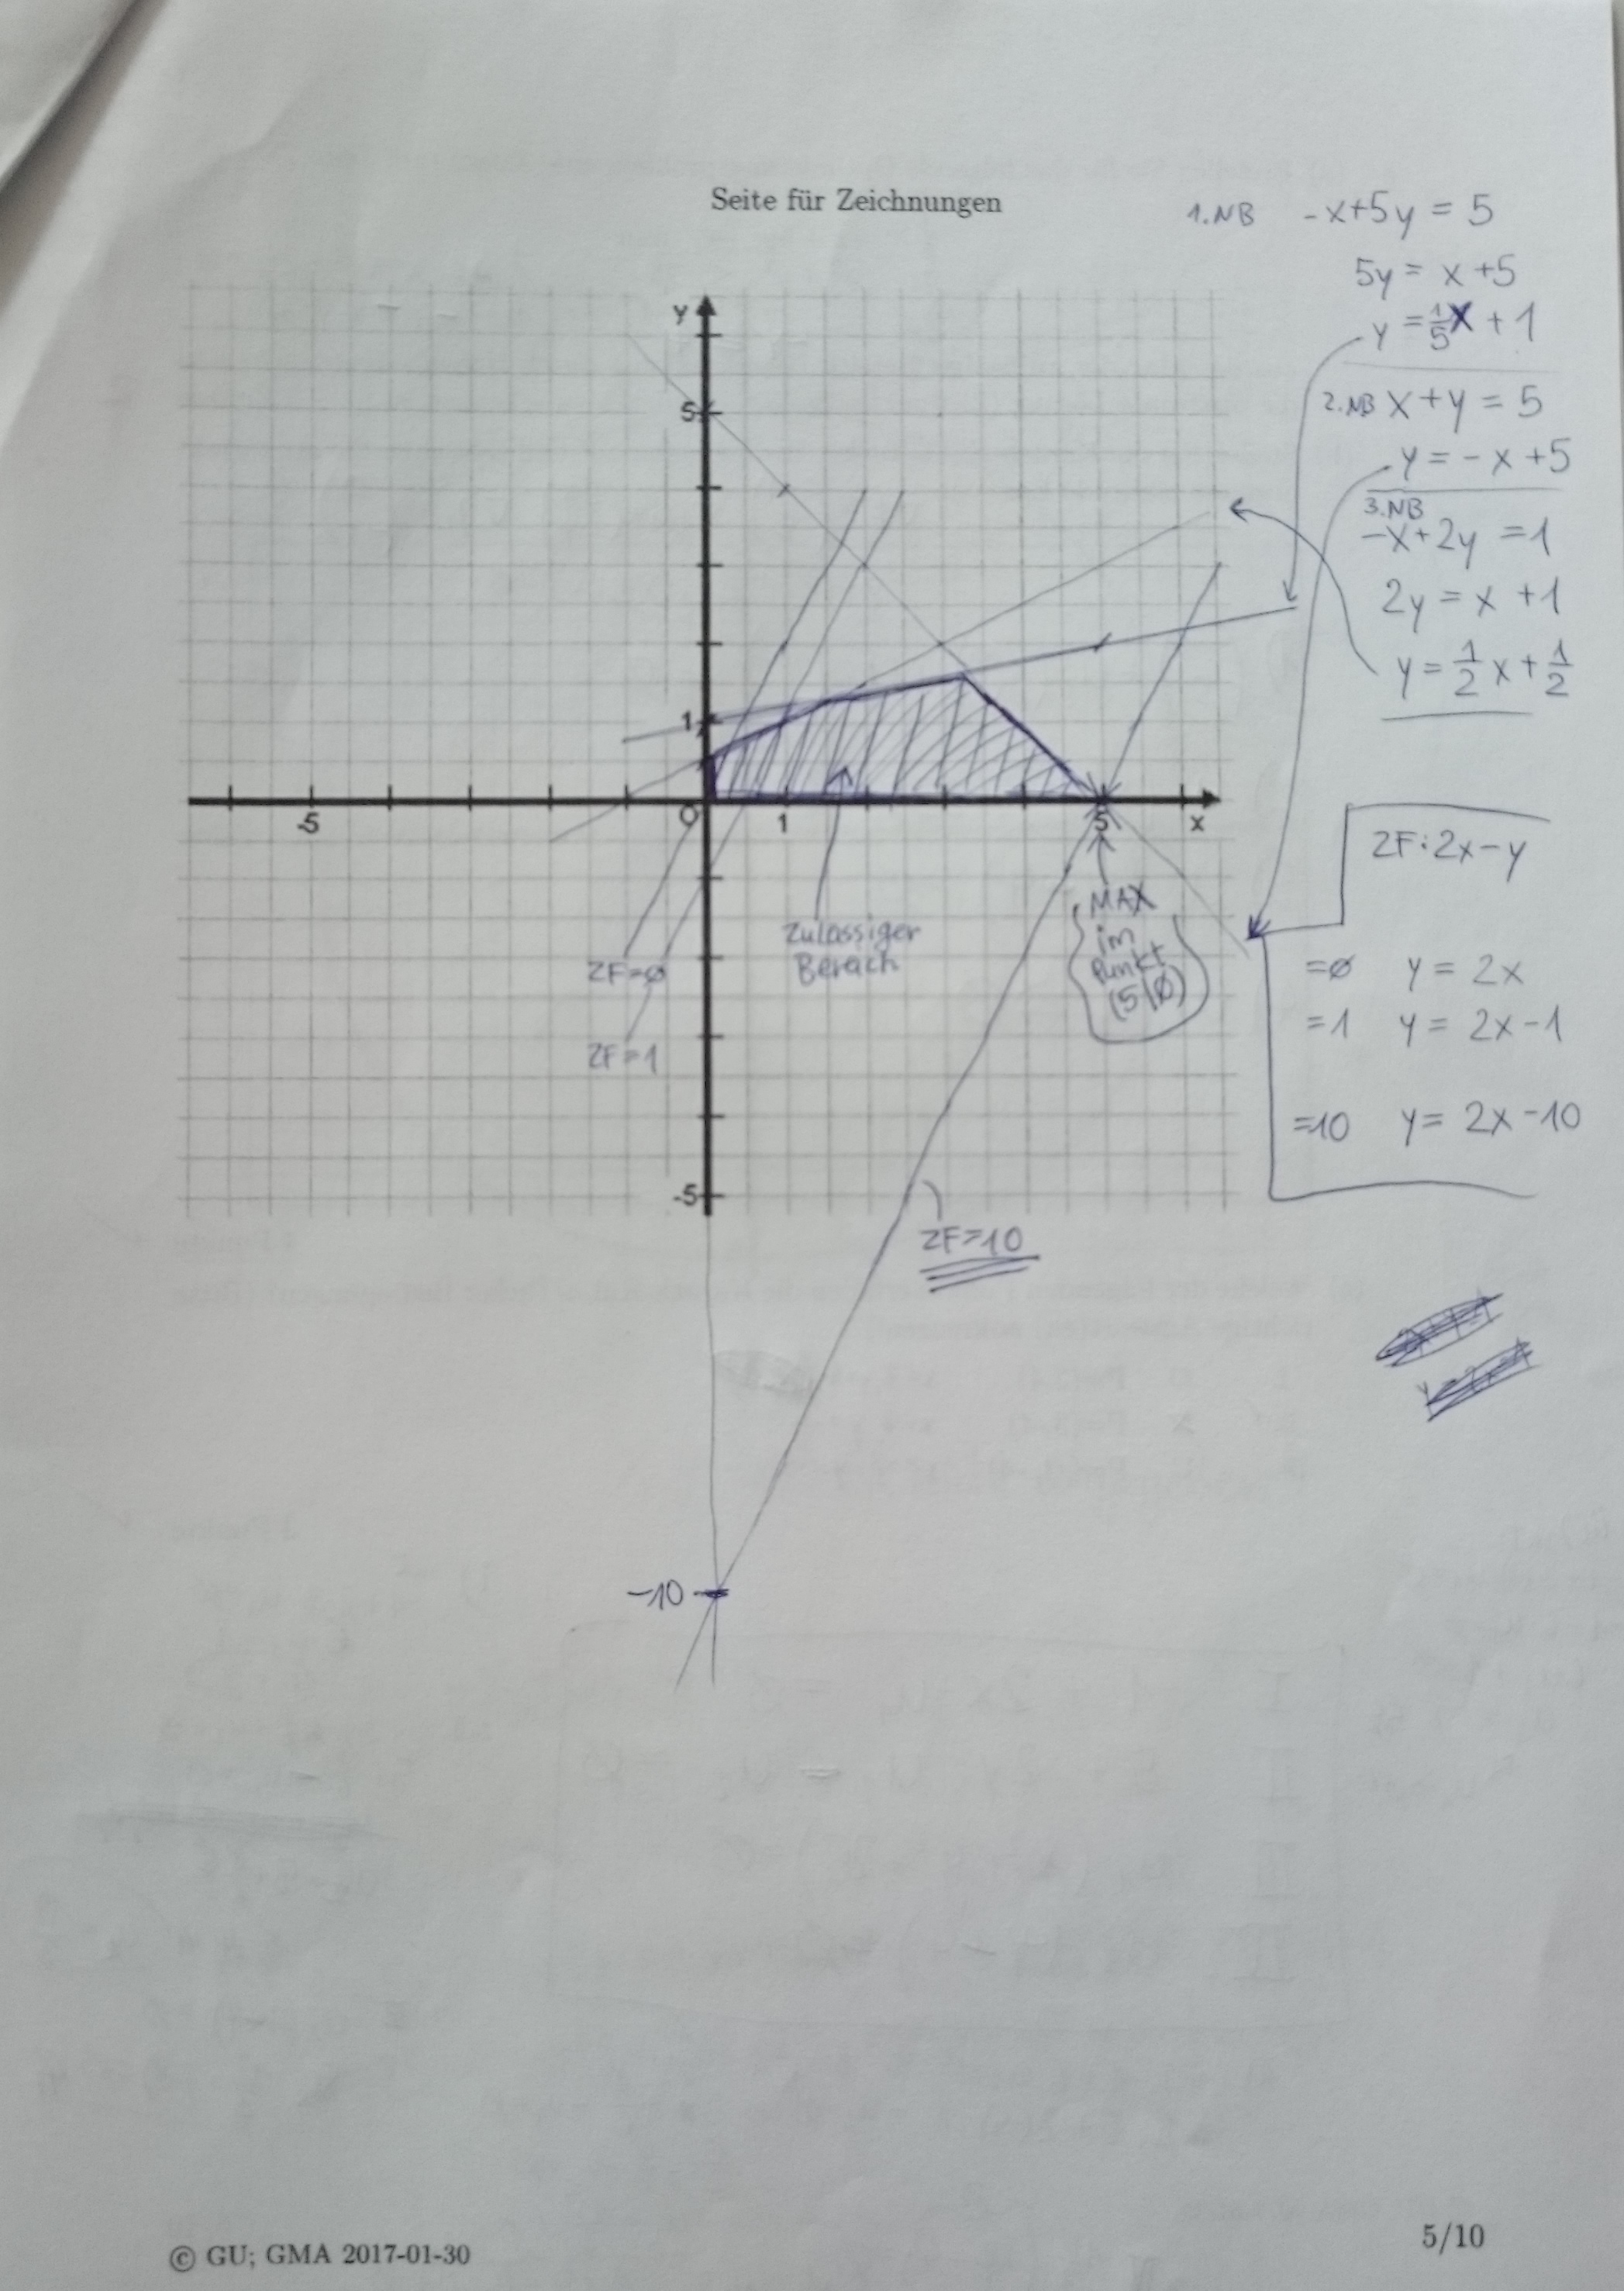 Seite für Zeichnungen
1.NB -x+5y = 5
5y = x+5
y = 1/5 x + 1
2.NB x+y = 5
y = -x+5
3.NB
-x+2y = 1
2y = x+1
y = 1/2 x + 1/2
y
5
1
-5
0
1
5
x
-5
-10
ZF=ø
ZF=1
Zulässiger
Bereich
MAX
im
Punkt
(5|ø)
ZF=10
ZF: 2x-y
=ø y = 2x
=1 y = 2x-1
=10 y = 2x-10
© GU; GMA 2017-01-30
5/10